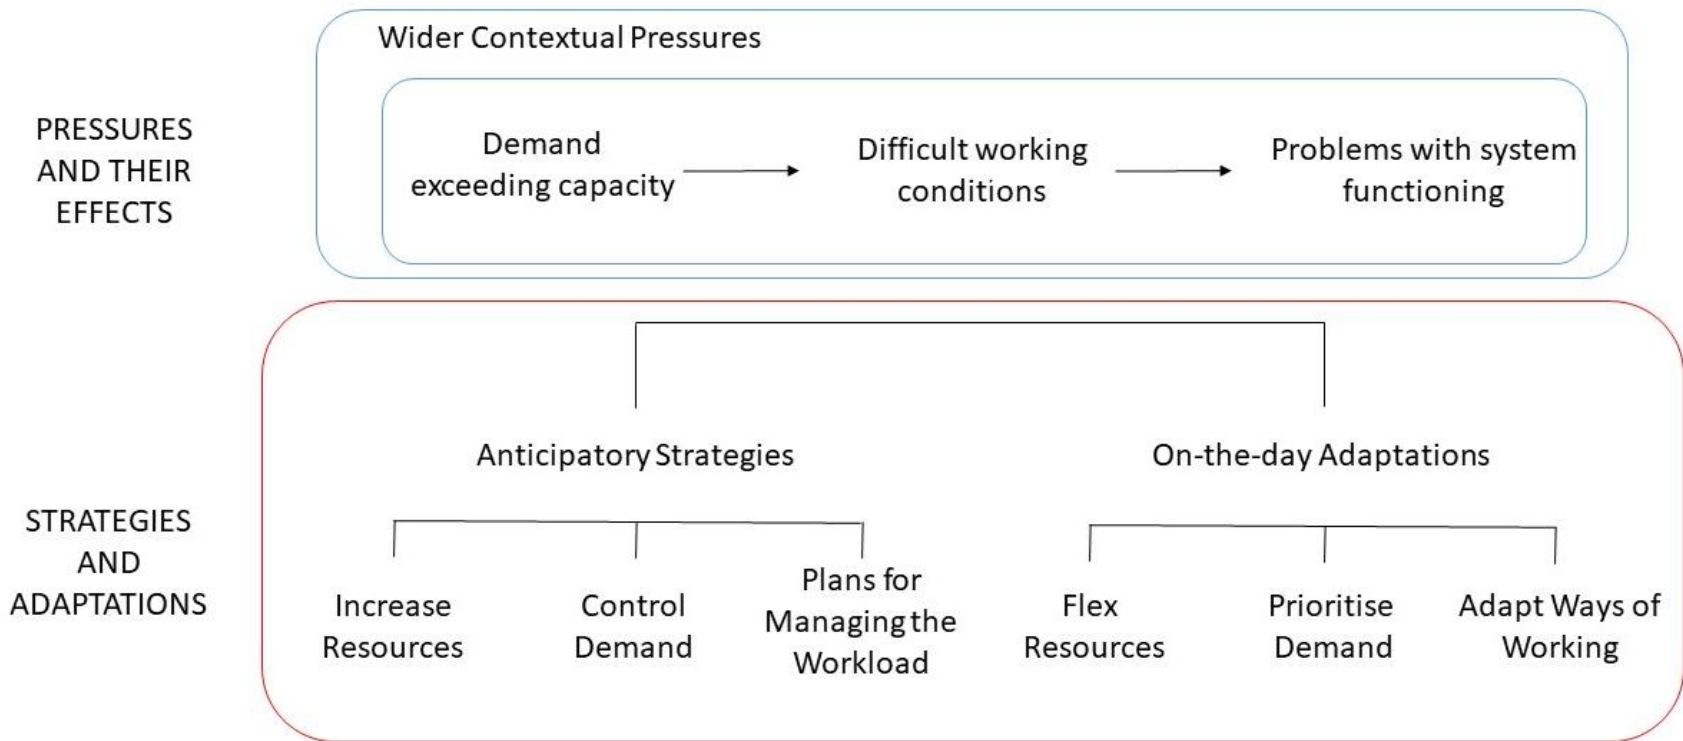 Wider Contextual Pressures
PRESSURES
AND THEIR
EFFECTS
Demand
exceeding capacity
Difficult working
conditions
Problems with system
functioning
Anticipatory Strategies
On-the-day Adaptations
STRATEGIES
AND
ADAPTATIONS
Increase
Resources
Control
Demand
Plans for
Managing the
Workload
Flex
Resources
Prioritise
Demand
Adapt Ways of
Working